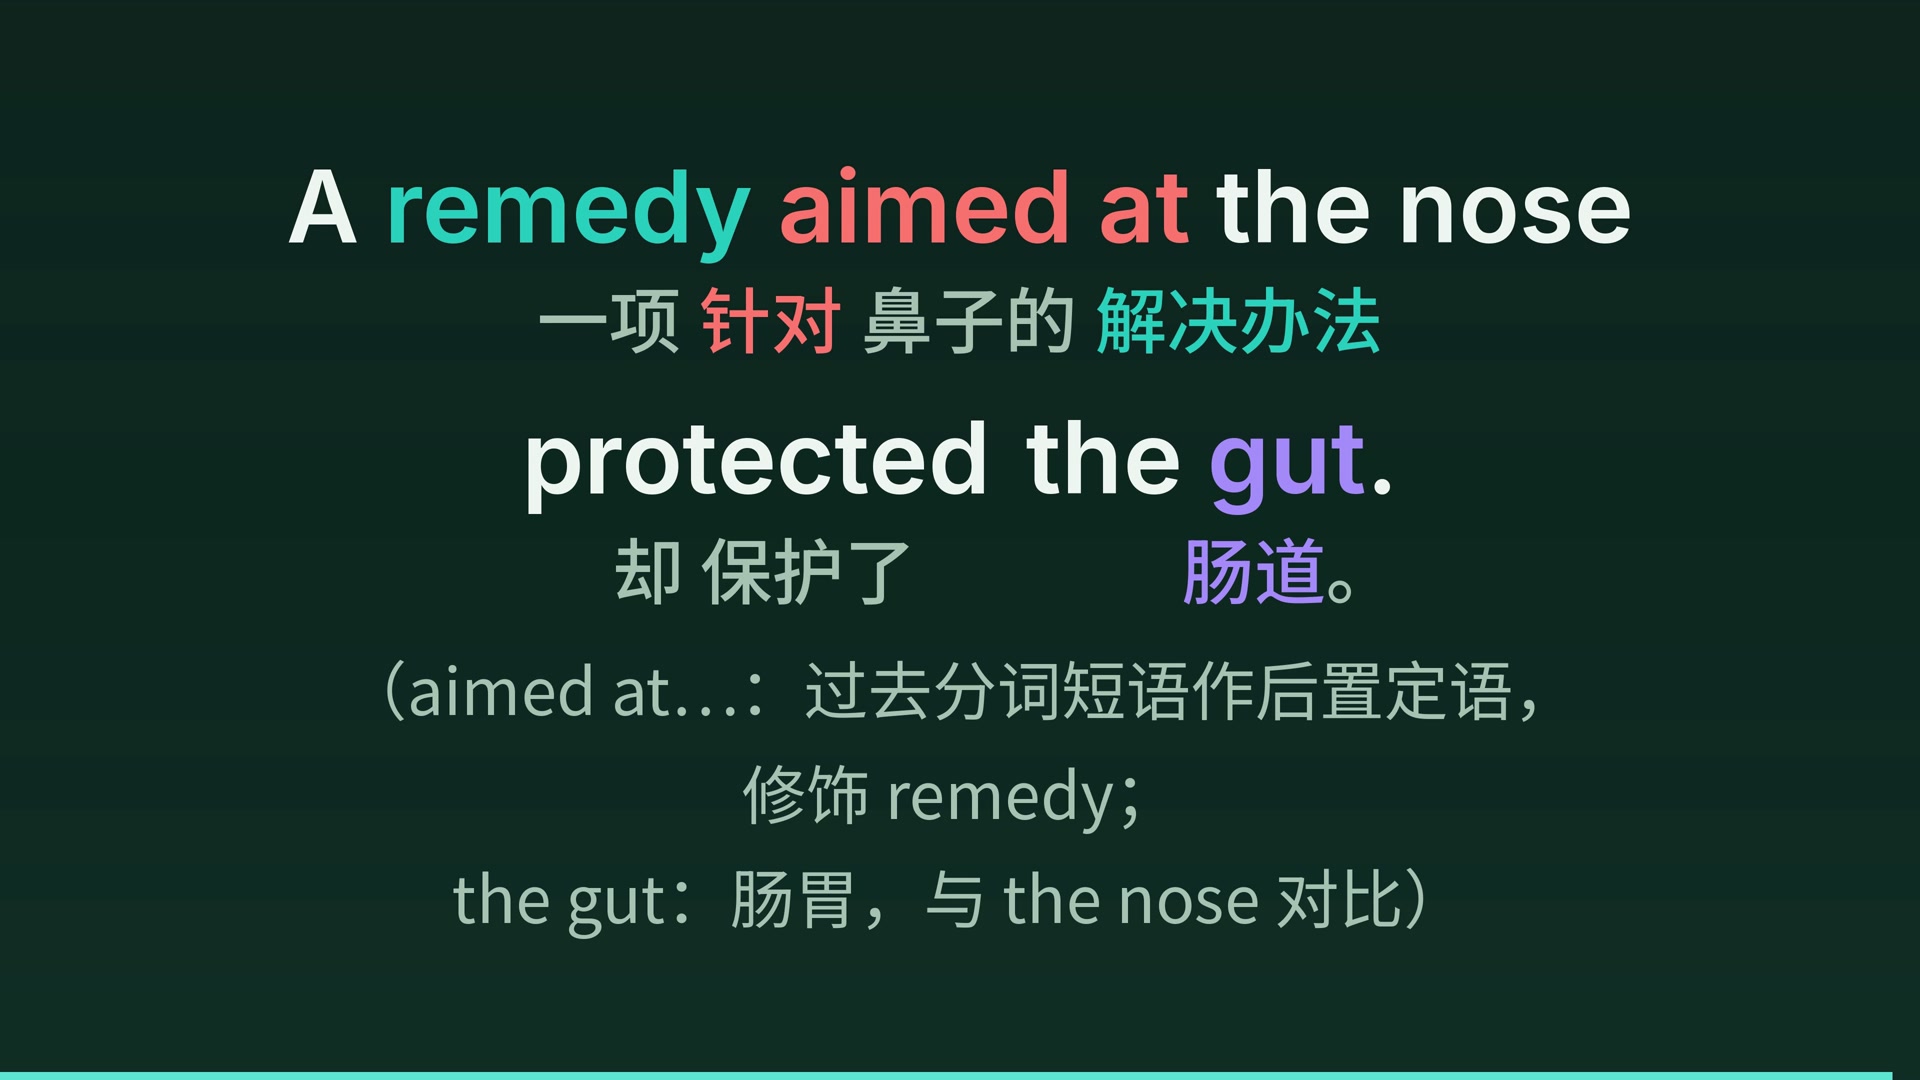 A remedy aimed at the nose
一项 针对 鼻子的 解决办法
protected the gut.
却 保护了 肠道。
（aimed at…：过去分词短语作后置定语，
修饰 remedy；
the gut：肠胃，与 the nose 对比）